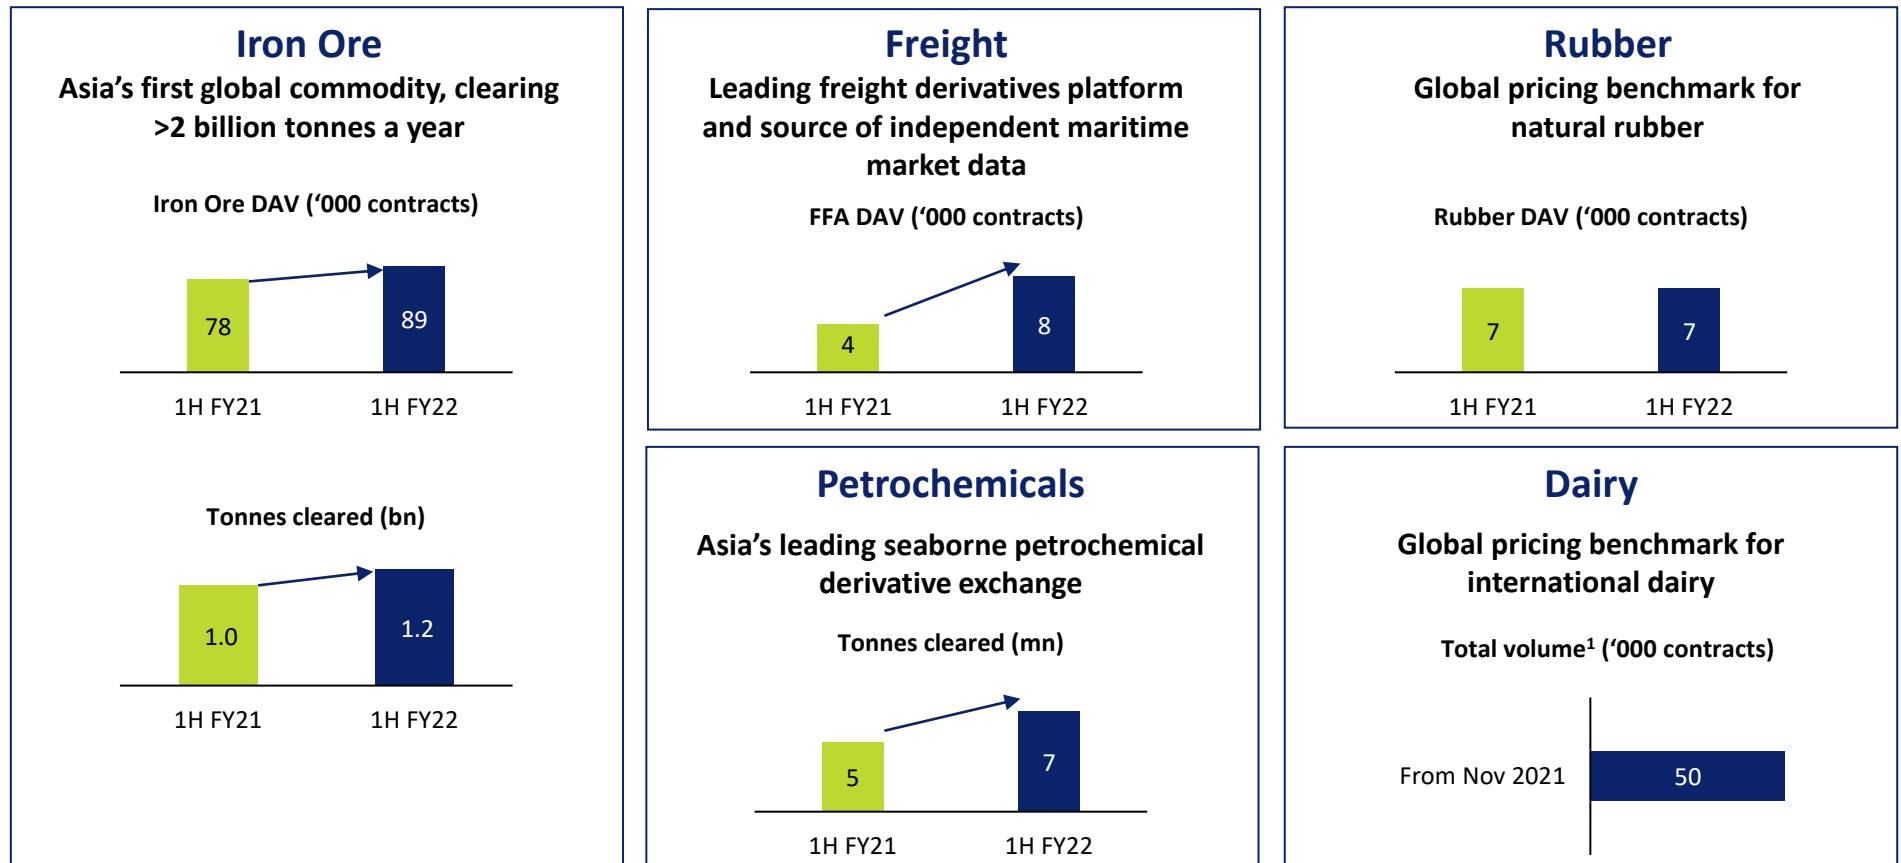 Iron Ore
Asia’s first global commodity, clearing
>2 billion tonnes a year
Iron Ore DAV (‘000 contracts)
78
89
1H FY21
1H FY22
Tonnes cleared (bn)
1.0
1.2
1H FY21
1H FY22
Freight
Leading freight derivatives platform
and source of independent maritime
market data
FFA DAV (‘000 contracts)
4
8
1H FY21
1H FY22
Rubber
Global pricing benchmark for
natural rubber
Rubber DAV (‘000 contracts)
7
7
1H FY21
1H FY22
Petrochemicals
Asia’s leading seaborne petrochemical
derivative exchange
Tonnes cleared (mn)
5
7
1H FY21
1H FY22
Dairy
Global pricing benchmark for
international dairy
Total volume¹ (‘000 contracts)
From Nov 2021
50